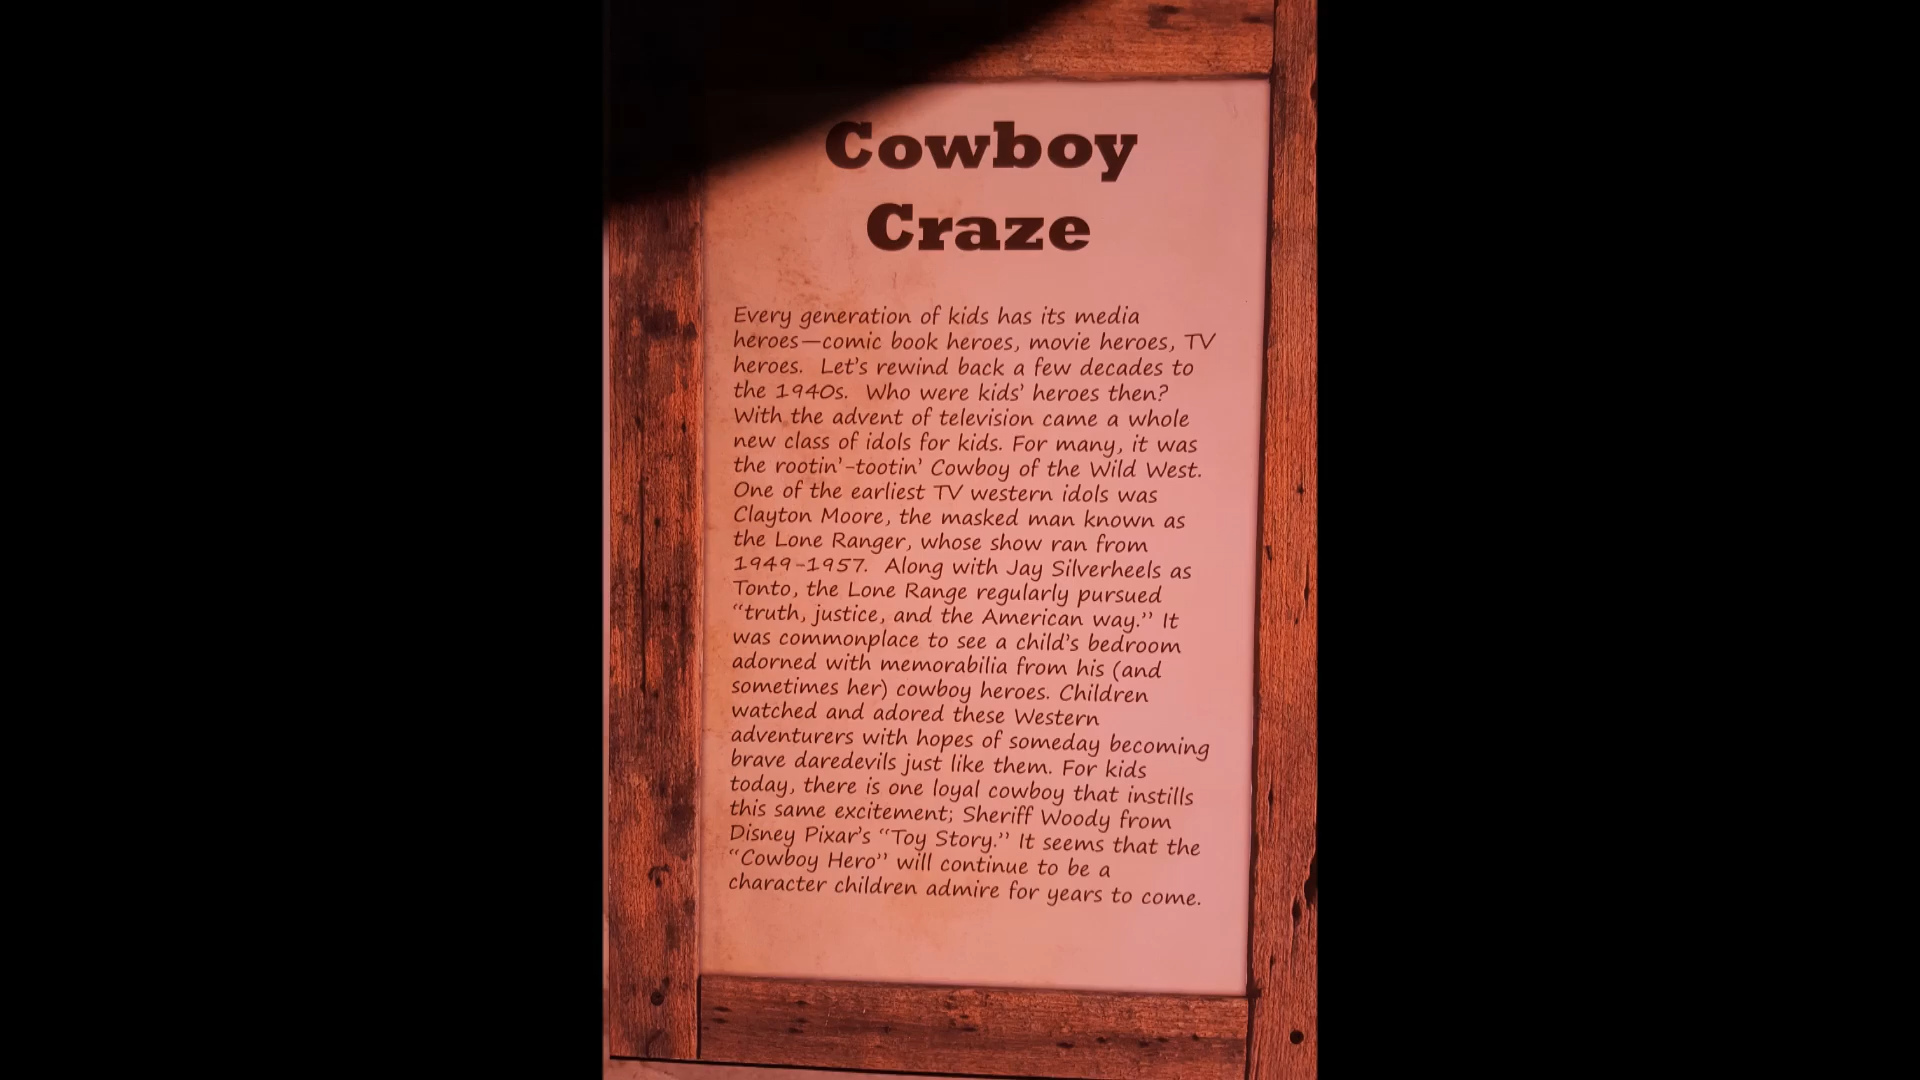 Cowboy
Craze
Every generation of kids has its media
heroes—comic book heroes, movie heroes, TV
heroes.  Let's rewind back a few decades to
the 1940s.  Who were kids' heroes then?
With the advent of television came a whole
new class of idols for kids. For many, it was
the rootin'-tootin' Cowboy of the Wild West.
One of the earliest TV western idols was
Clayton Moore, the masked man known as
the Lone Ranger, whose show ran from
1949-1957.  Along with Jay Silverheels as
Tonto, the Lone Range regularly pursued
“truth, justice, and the American way.” It
was commonplace to see a child's bedroom
adorned with memorabilia from his (and
sometimes her) cowboy heroes. Children
watched and adored these Western
adventurers with hopes of someday becoming
brave daredevils just like them. For kids
today, there is one loyal cowboy that instills
this same excitement; Sheriff Woody from
Disney Pixar's “Toy Story.” It seems that the
“Cowboy Hero” will continue to be a
character children admire for years to come.